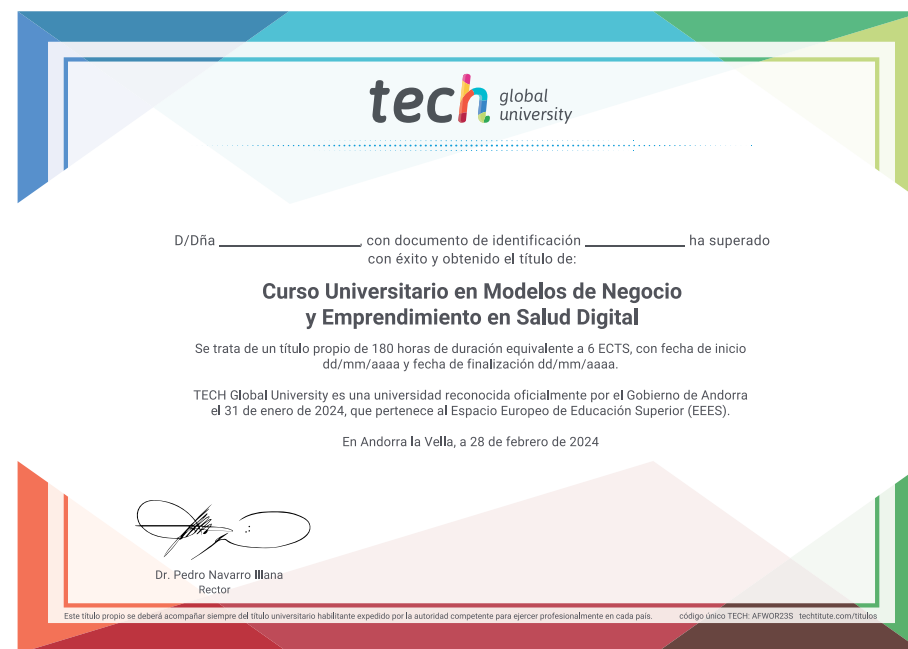 tech global university
D/Dña ____________________, con documento de identificación ______________ ha superado
con éxito y obtenido el título de:
Curso Universitario en Modelos de Negocio
y Emprendimiento en Salud Digital
Se trata de un título propio de 180 horas de duración equivalente a 6 ECTS, con fecha de inicio
dd/mm/aaaa y fecha de finalización dd/mm/aaaa.
TECH Global University es una universidad reconocida oficialmente por el Gobierno de Andorra
el 31 de enero de 2024, que pertenece al Espacio Europeo de Educación Superior (EEES).
En Andorra la Vella, a 28 de febrero de 2024
Dr. Pedro Navarro Illana
Rector
Este título propio se deberá acompañar siempre del título universitario habilitante expedido por la autoridad competente para ejercer profesionalmente en cada país. código único TECH: AFWOR23S techtitute.com/titulos